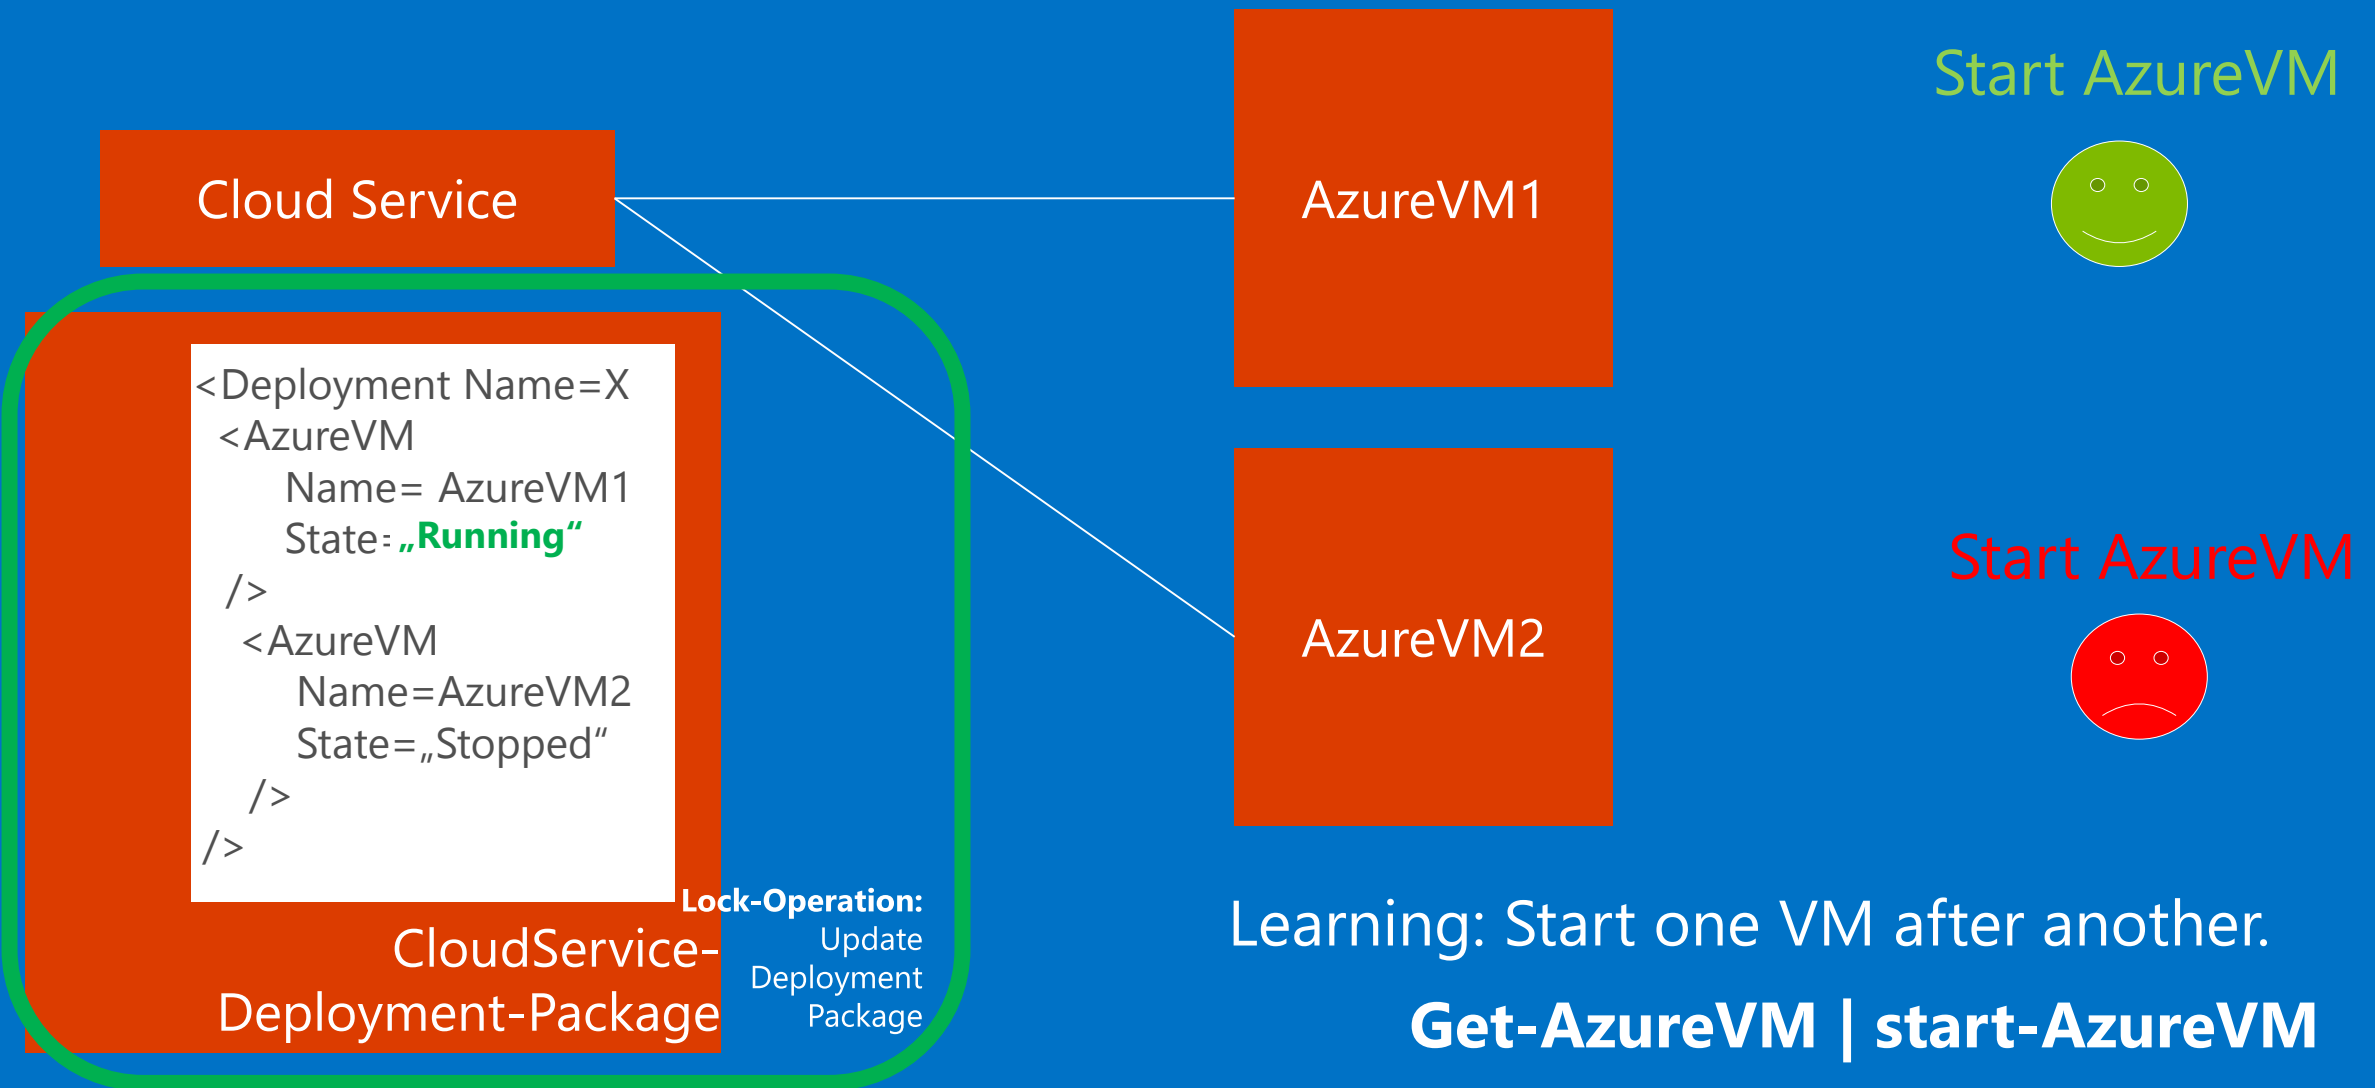 Start AzureVM
Cloud Service
AzureVM1
<Deployment Name=X
<AzureVM
Name= AzureVM1
State= „Running“
/>
<AzureVM
Name=AzureVM2
State=„Stopped“
/>
/>
Lock-Operation:
Update
Deployment
Package
CloudService-
Deployment-Package
Start AzureVM
AzureVM2
Learning: Start one VM after another.
Get-AzureVM | start-AzureVM